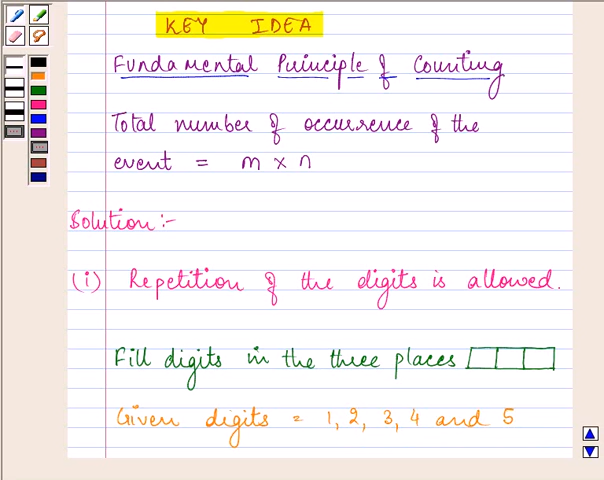 KEY IDEA
Fundamental Principle of Counting
Total number of occurrence of the
event = m × n
Solution:-
(i) Repetition of the digits is allowed.
Fill digits in the three places
Given digits = 1, 2, 3, 4 and 5